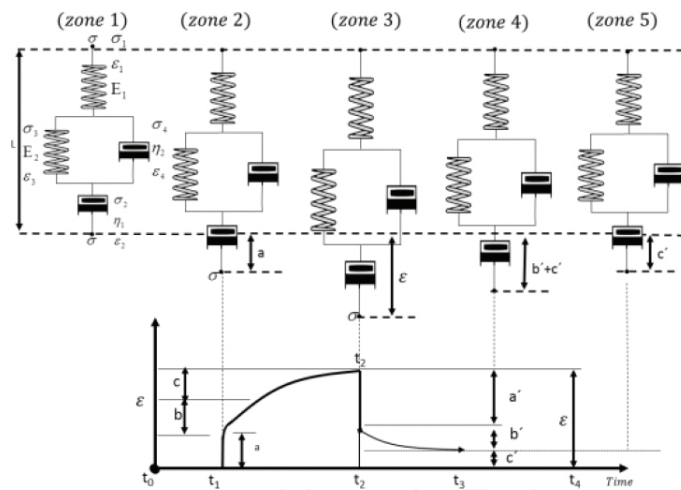 (zone 1) (zone 2) (zone 3) (zone 4) (zone 5)
σ σ₁
ε₁
E₁
L
σ₃ σ₄
E₂ η₂
ε₃ ε₄
σ₂
η₁
σ ε₂
a
σ
ε
σ
b´+c´
c´
t₂
c
ε
b
a
a´
b´
c´
ε
t₀ t₁ t₂ t₃ t₄ Time